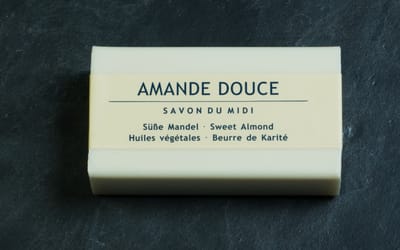 AMANDE DOUCE
SAVON DU MIDI
Süße Mandel · Sweet Almond
Huiles végétales · Beurre de Karité